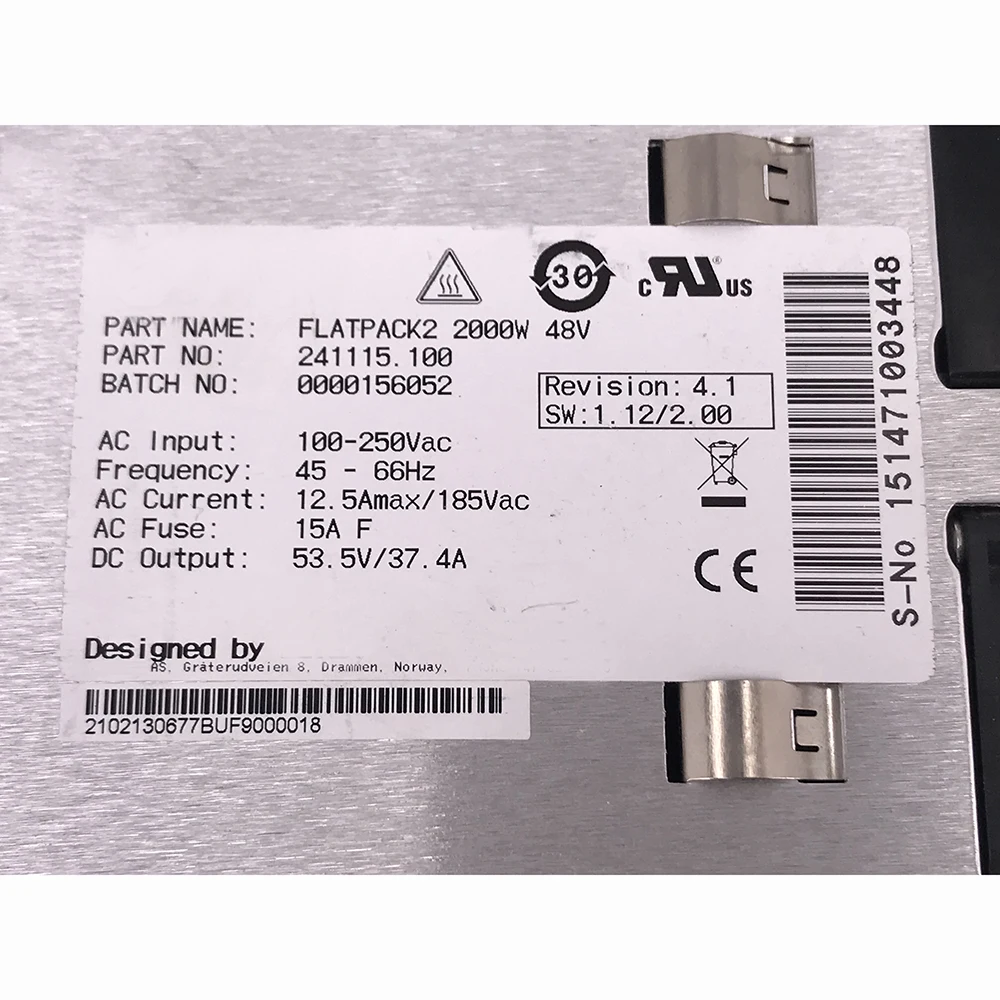 30
c RU ® US
PART NAME: FLATPACK2 2000W 48V
PART NO: 241115.100
BATCH NO: 0000156052
Revision: 4.1
SW:1.12/2.00
AC Input: 100-250Vac
Frequency: 45 - 66Hz
AC Current: 12.5Amax/185Vac
AC Fuse: 15A F
DC Output: 53.5V/37.4A
CE
S-No 151471003448
Designed by
AS, Gráterudveien 8, Drammen, Norway,
2102130677BUF9000018